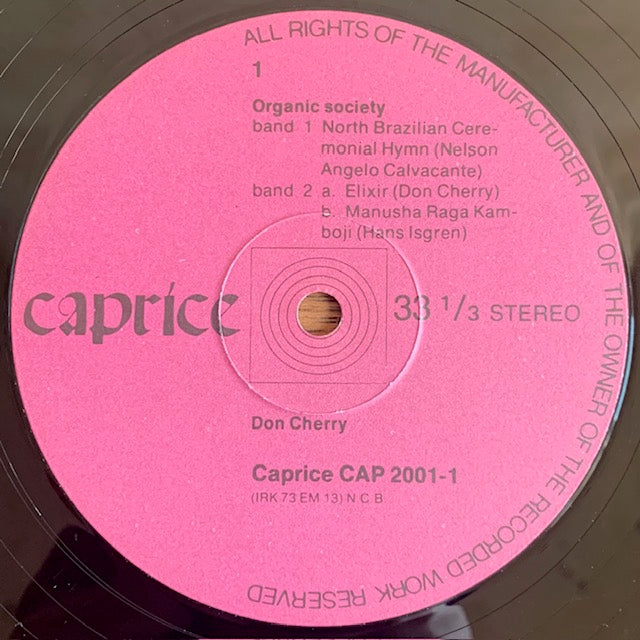 ALL RIGHTS OF THE MANUFACTURER AND OF THE OWNER OF THE RECORDED WORK RESERVED
1
Organic society
band 1 North Brazilian Cere-
monial Hymn (Nelson
Angelo Calvacante)
band 2 a. Elixir (Don Cherry)
b. Manusha Raga Kam-
boji (Hans Isgren)
caprice
33 1/3 STEREO
Don Cherry
Caprice CAP 2001-1
(IRK 73 EM 13) N C B